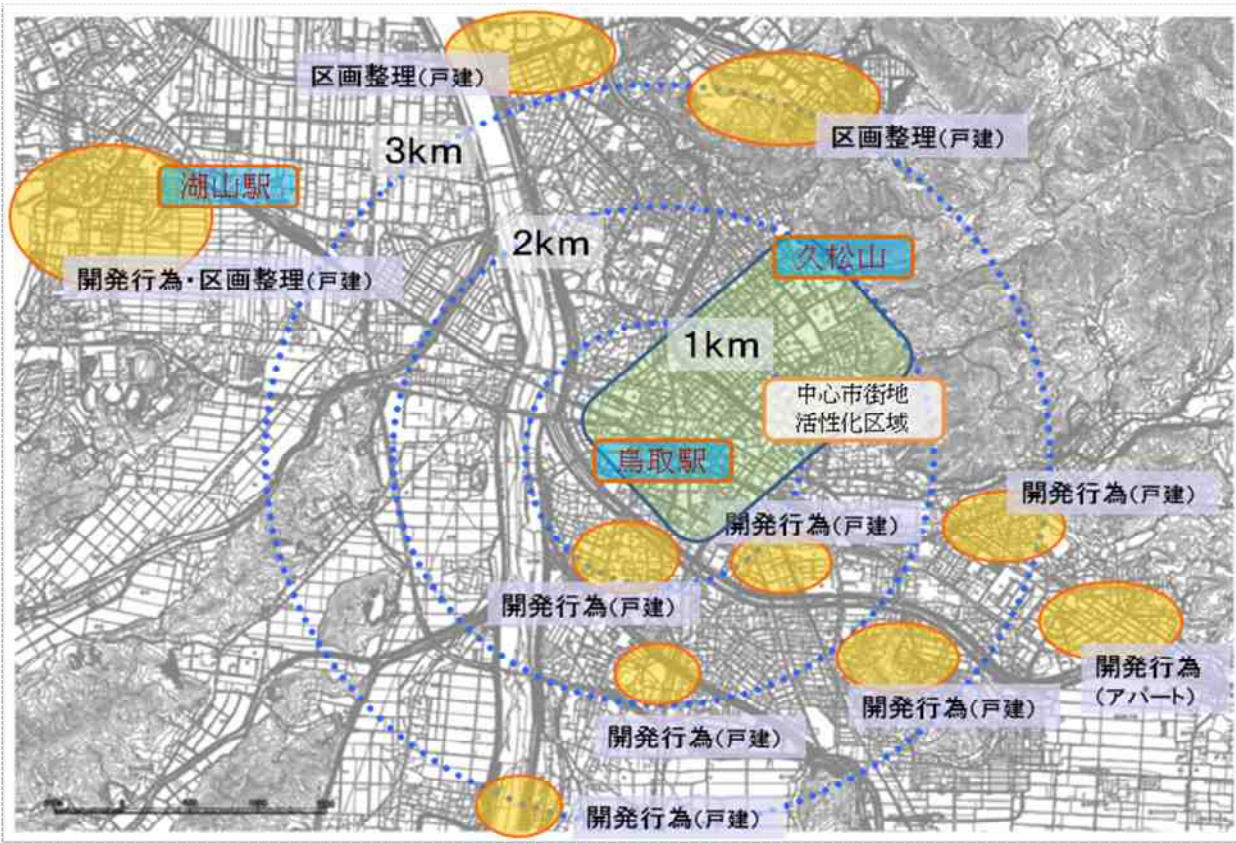 区画整理(戸建)
区画整理(戸建)
3km
湖山駅
2km
久松山
開発行為・区画整理(戸建)
1km
中心市街地
活性化区域
鳥取駅
開発行為(戸建)
開発行為(戸建)
開発行為(戸建)
開発行為
(アパート)
開発行為(戸建)
開発行為(戸建)
開発行為(戸建)